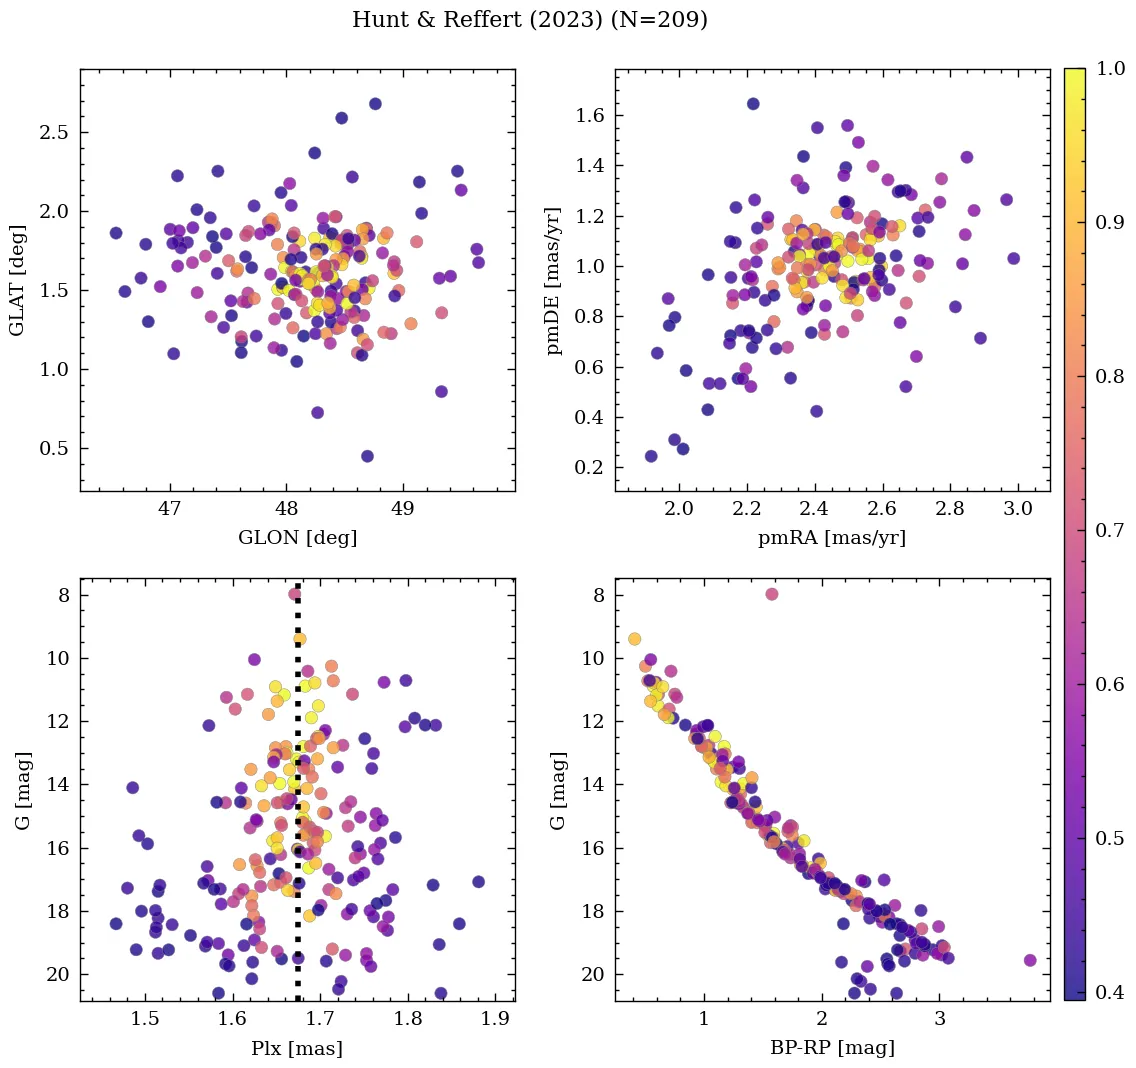 Hunt & Reffert (2023) (N=209)
2.5
2.0
1.5
1.0
0.5
GLAT [deg]
47 48 49
GLON [deg]
1.6
1.4
1.2
1.0
0.8
0.6
0.4
0.2
pmDE [mas/yr]
2.0 2.2 2.4 2.6 2.8 3.0
pmRA [mas/yr]
8
10
12
14
16
18
20
G [mag]
1.5 1.6 1.7 1.8 1.9
Plx [mas]
8
10
12
14
16
18
20
G [mag]
1 2 3
BP-RP [mag]
1.0
0.9
0.8
0.7
0.6
0.5
0.4